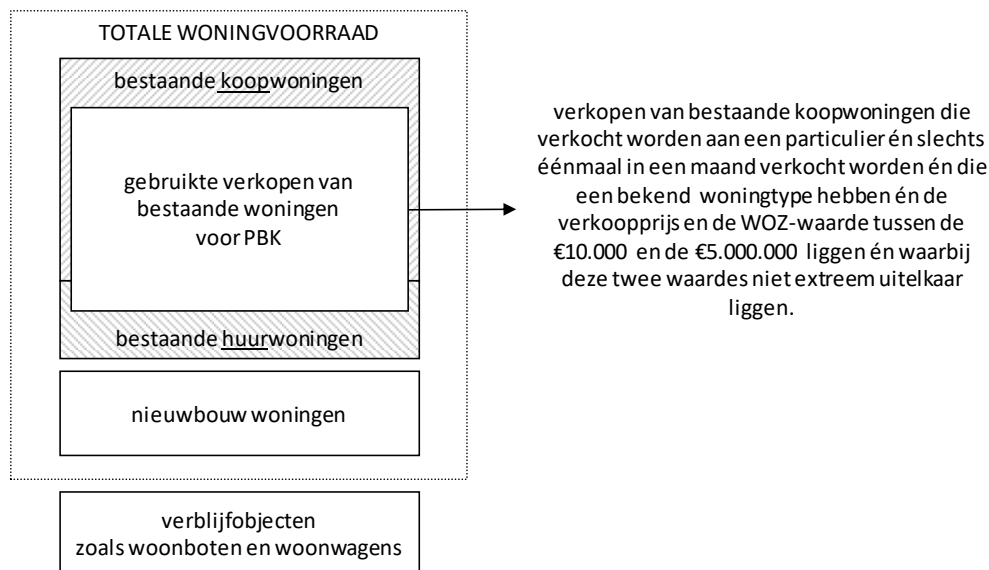 TOTALE WONINGVOORRAAD
bestaande koopwoningen
gebruikte verkopen van
bestaande woningen
voor PBK
bestaande huurwoningen
nieuwbouw woningen
verblijfobjecten
zoals woonboten en woonwagens
verkopen van bestaande koopwoningen die
verkocht worden aan een particulier én slechts
éénmaal in een maand verkocht worden én die
een bekend woningtype hebben én de
verkoopprijs en de WOZ-waarde tussen de
€10.000 en de €5.000.000 liggen én waarbij
deze twee waardes niet extreem uitelkaar
liggen.